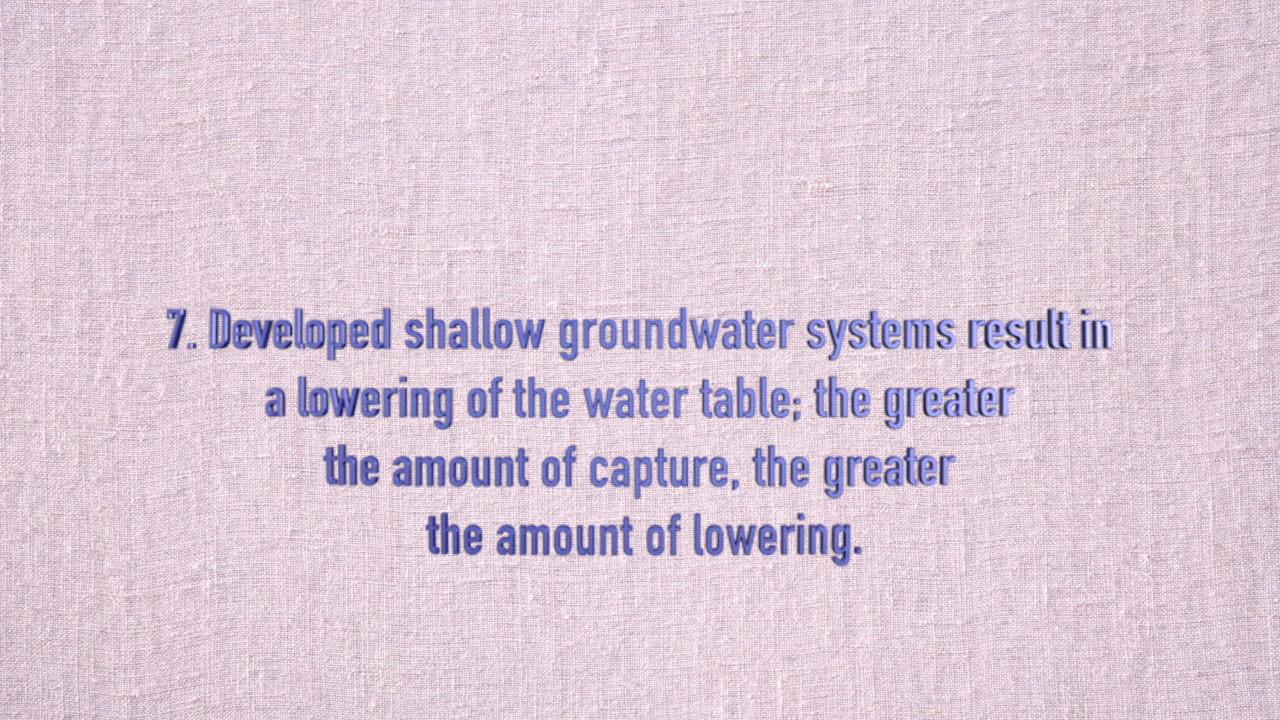 7. Developed shallow groundwater systems result in
a lowering of the water table; the greater
the amount of capture, the greater
the amount of lowering.